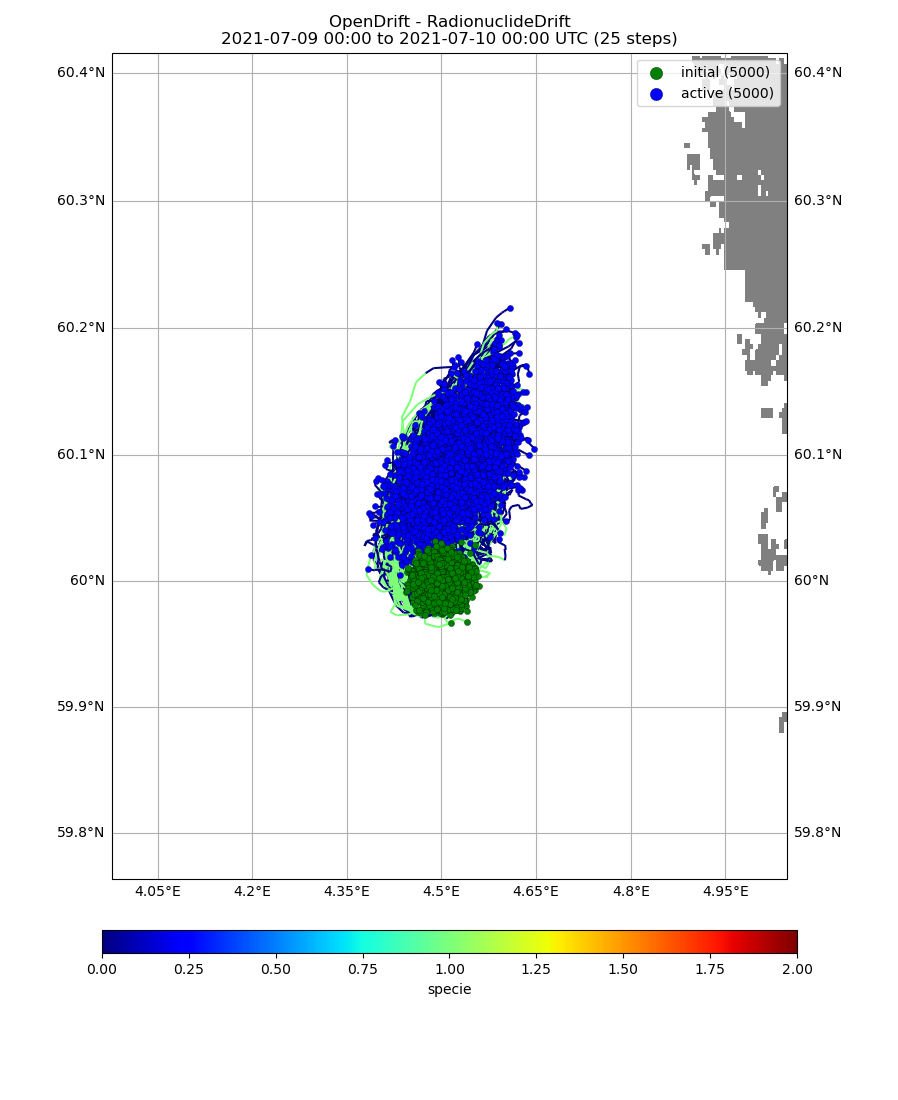 OpenDrift - RadionuclideDrift
2021-07-09 00:00 to 2021-07-10 00:00 UTC (25 steps)
initial (5000)
active (5000)
60.4°N 60.4°N
60.3°N 60.3°N
60.2°N 60.2°N
60.1°N 60.1°N
60°N 60°N
59.9°N 59.9°N
59.8°N 59.8°N
4.05°E 4.2°E 4.35°E 4.5°E 4.65°E 4.8°E 4.95°E
0.00 0.25 0.50 0.75 1.00 1.25 1.50 1.75 2.00
specie